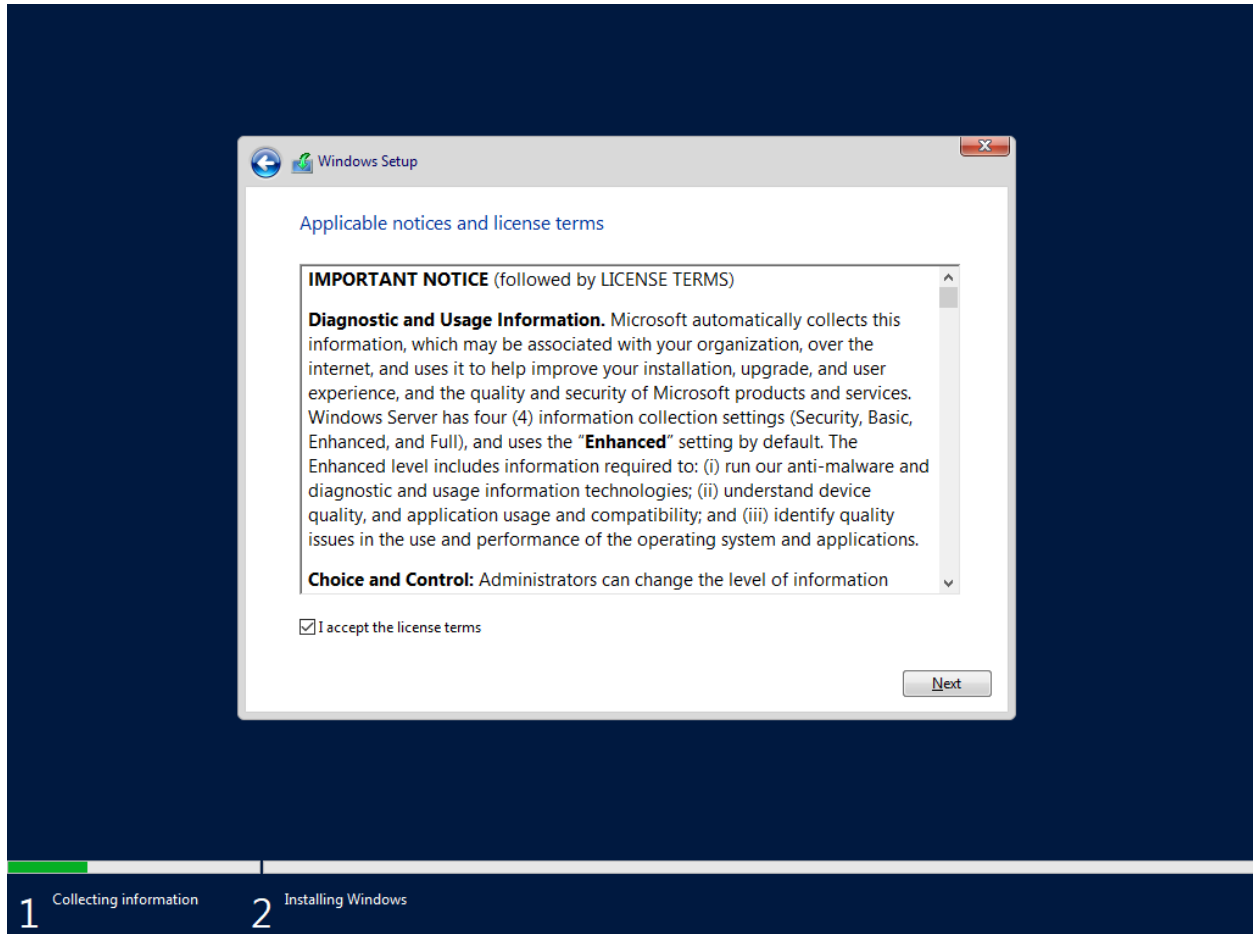 Windows Setup
Applicable notices and license terms
IMPORTANT NOTICE (followed by LICENSE TERMS)
Diagnostic and Usage Information. Microsoft automatically collects this
information, which may be associated with your organization, over the
internet, and uses it to help improve your installation, upgrade, and user
experience, and the quality and security of Microsoft products and services.
Windows Server has four (4) information collection settings (Security, Basic,
Enhanced, and Full), and uses the “Enhanced” setting by default. The
Enhanced level includes information required to: (i) run our anti-malware and
diagnostic and usage information technologies; (ii) understand device
quality, and application usage and compatibility; and (iii) identify quality
issues in the use and performance of the operating system and applications.
Choice and Control: Administrators can change the level of information
I accept the license terms
Next
1 Collecting information
2 Installing Windows